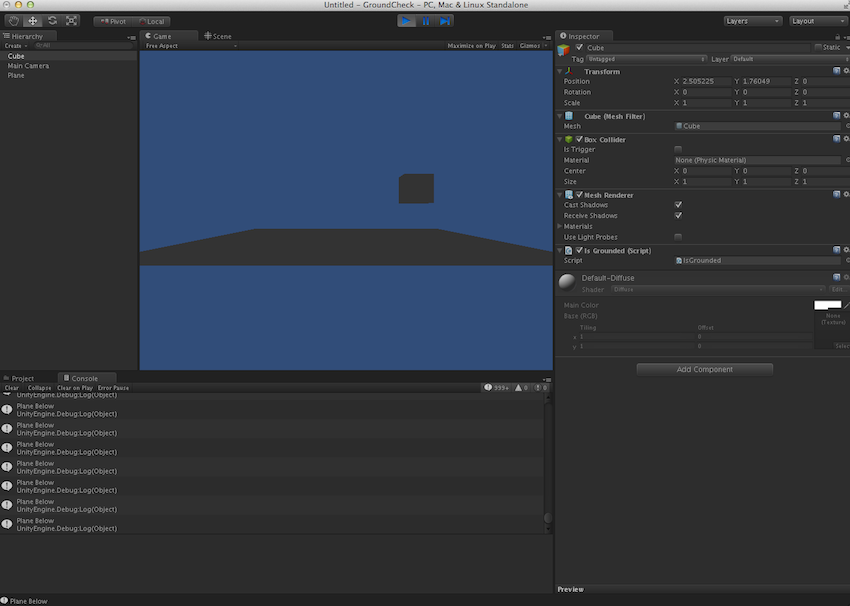 Untitled - GroundCheck - PC, Mac & Linux Standalone
Pivot Local Layers Layout
Hierarchy
Create All
Cube
Main Camera
Plane
Game Scene
Free Aspect Maximize on Play Stats Gizmos
Inspector
Cube Static
Tag Untagged Layer Default
Transform
Position X 2.505225 Y 1.76049 Z 0
Rotation X 0 Y 0 Z 0
Scale X 1 Y 1 Z 1
Cube (Mesh Filter)
Mesh Cube
Box Collider
Is Trigger
Material None (Physic Material)
Center X 0 Y 0 Z 0
Size X 1 Y 1 Z 1
Mesh Renderer
Cast Shadows
Receive Shadows
Materials
Use Light Probes
Is Grounded (Script)
Script IsGrounded
Default-Diffuse
Shader Diffuse Edit...
Main Color
Base (RGB) None
(Texture)
Tiling Offset
x 1 0
y 1 0 Select
Add Component
Preview
Project Console
Clear Collapse Clear on Play Error Pause 999+ 0 0
UnityEngine.Debug:Log(Object)
Plane Below
UnityEngine.Debug:Log(Object)
Plane Below
UnityEngine.Debug:Log(Object)
Plane Below
UnityEngine.Debug:Log(Object)
Plane Below
UnityEngine.Debug:Log(Object)
Plane Below
UnityEngine.Debug:Log(Object)
Plane Below
UnityEngine.Debug:Log(Object)
Plane Below
UnityEngine.Debug:Log(Object)
Plane Below